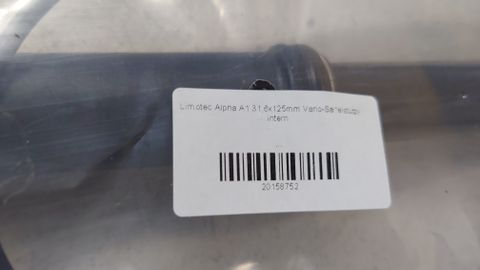 Limotec Alpha A1 31,6x125mm Vario-Sattelstütze
intern
20158752